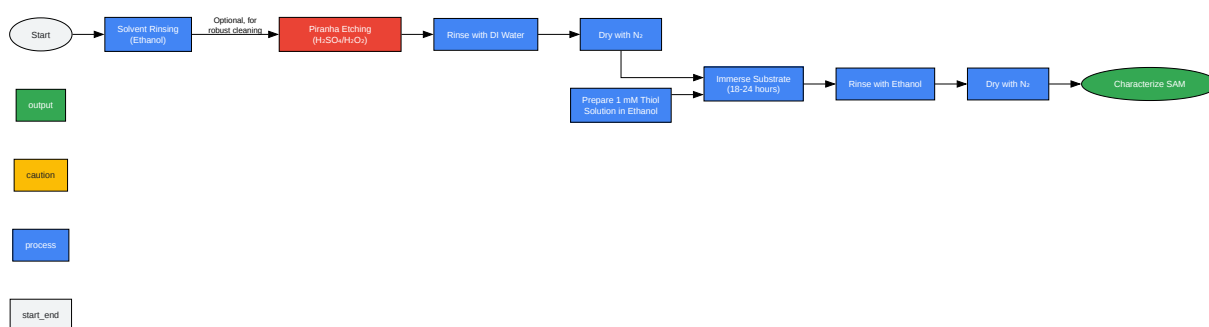 Start
Solvent Rinsing
(Ethanol)
Optional, for
robust cleaning
Piranha Etching
(H₂SO₄/H₂O₂)
Rinse with DI Water
Dry with N₂
Prepare 1 mM Thiol
Solution in Ethanol
Immerse Substrate
(18-24 hours)
Rinse with Ethanol
Dry with N₂
Characterize SAM
output
caution
process
start_end